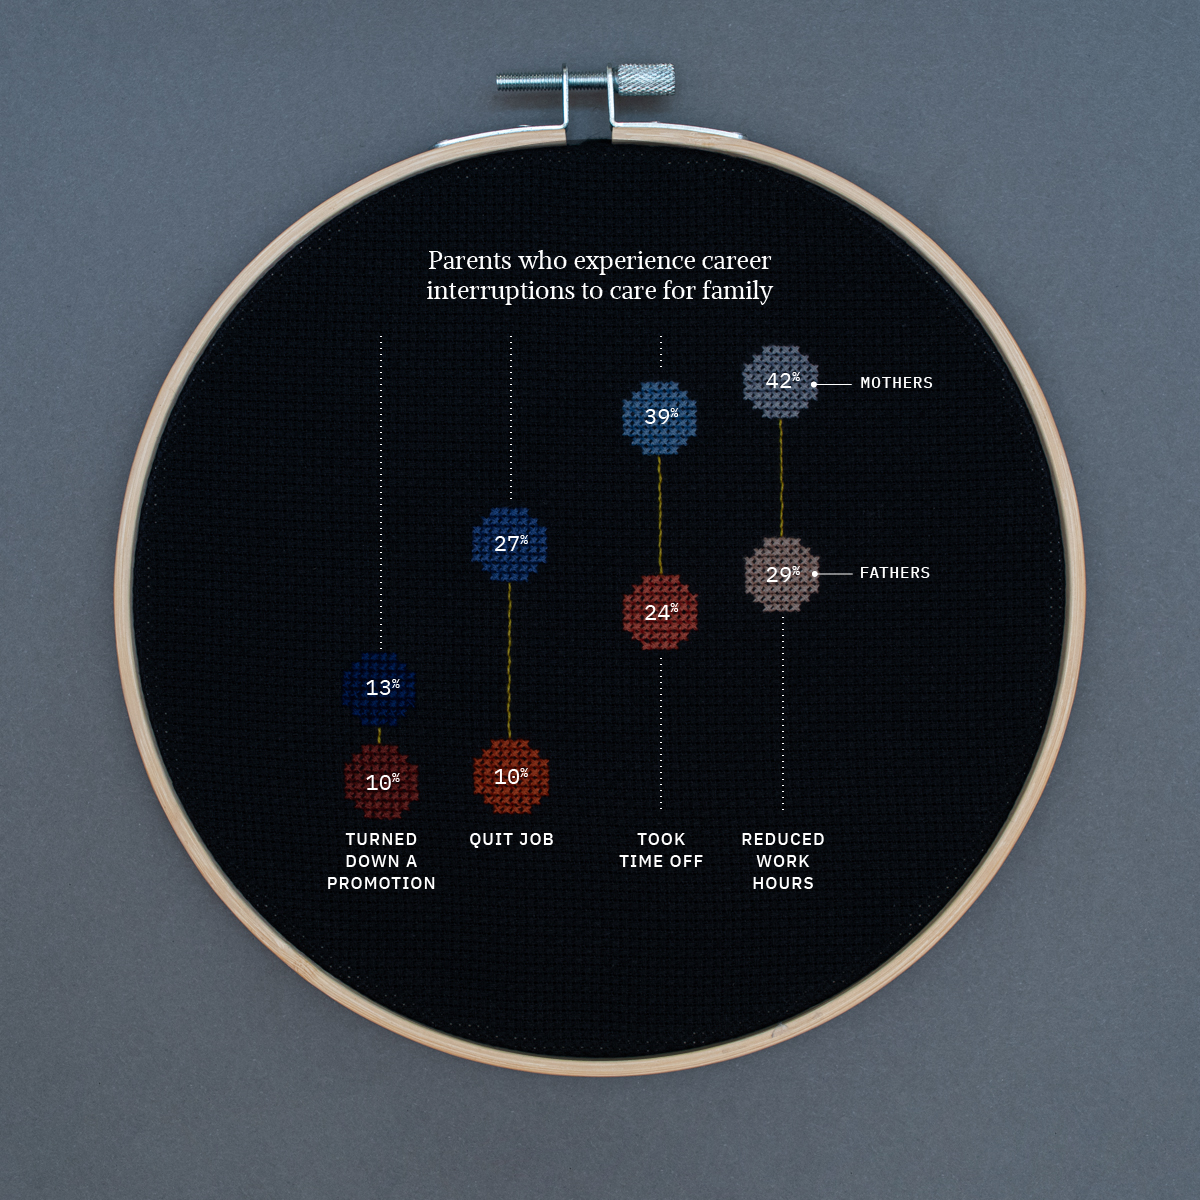 Parents who experience career
interruptions to care for family
42%
MOTHERS
39%
27%
29%
FATHERS
24%
13%
10%
10%
TURNED
DOWN A
PROMOTION
QUIT JOB
TOOK
TIME OFF
REDUCED
WORK
HOURS